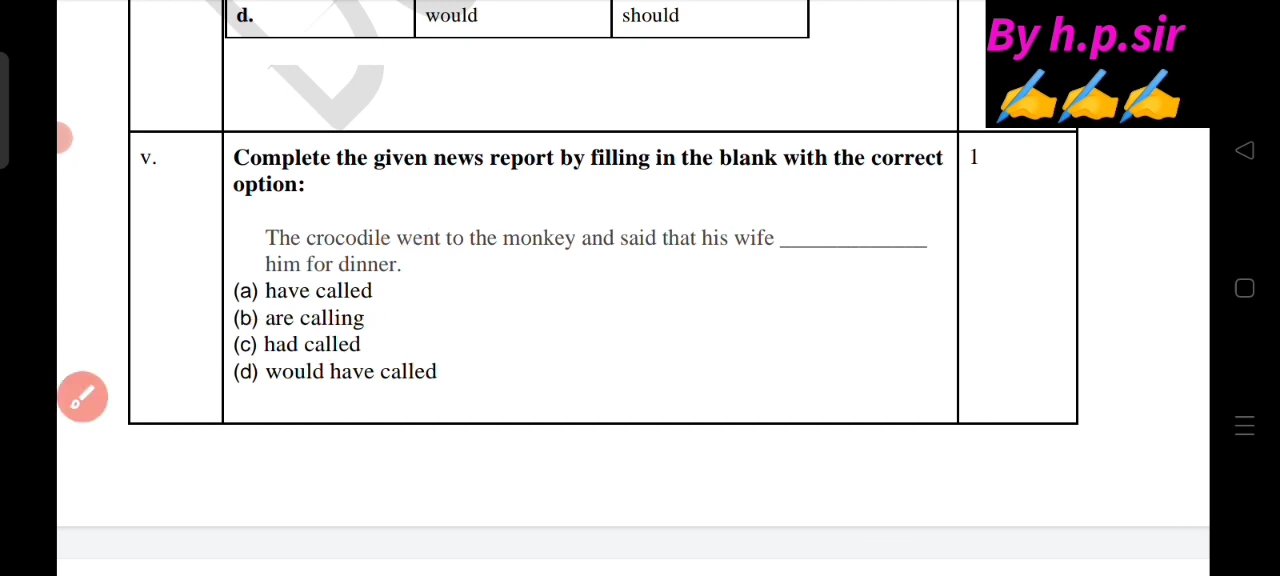 d. would should
By h.p.sir
v. Complete the given news report by filling in the blank with the correct 1
option:
The crocodile went to the monkey and said that his wife ______________
him for dinner.
(a) have called
(b) are calling
(c) had called
(d) would have called